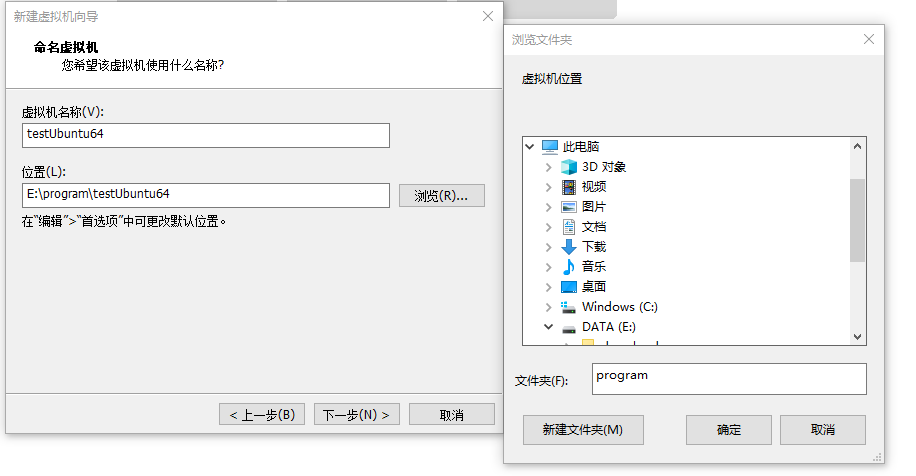 新建虚拟机向导
命名虚拟机
您希望该虚拟机使用什么名称?
虚拟机名称(V):
testUbuntu64
位置(L):
E:\program\testUbuntu64
浏览(R)...
在“编辑”>“首选项”中可更改默认位置。
< 上一步(B)
下一步(N) >
取消
浏览文件夹
虚拟机位置
此电脑
3D 对象
视频
图片
文档
下载
音乐
桌面
Windows (C:)
DATA (E:)
文件夹(F):
program
新建文件夹(M)
确定
取消